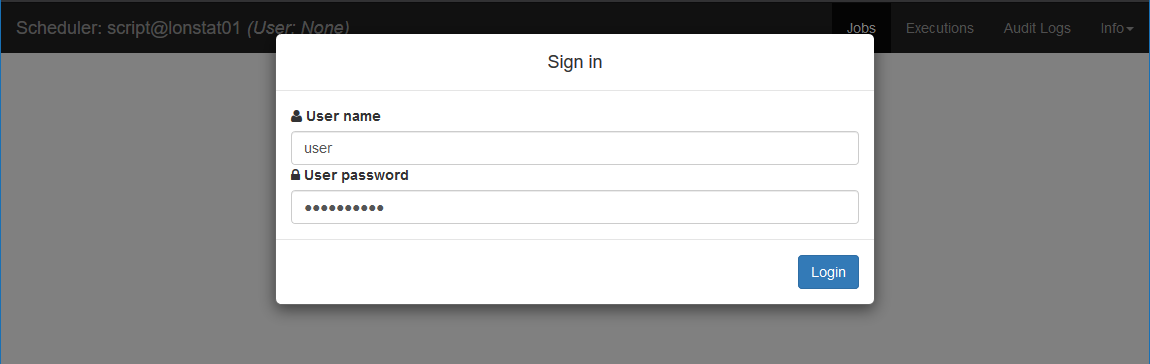 Scheduler: script@lonstat01 (User: None) Jobs Executions Audit Logs Info
Sign in
User name
user
User password
••••••••••
Login